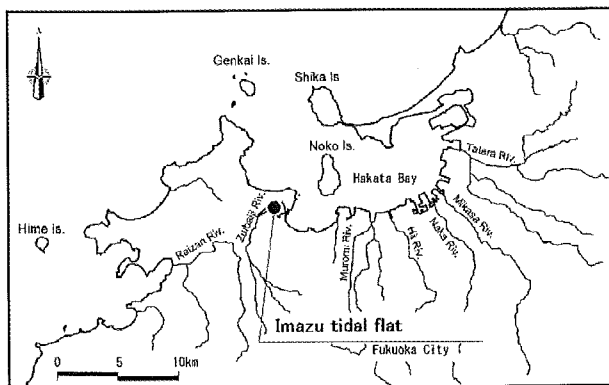 Genkai Is.
Shika Is
Noko Is.
Hakata Bay
Tatara Riv.
Hime is.
Raizan Riv.
Zuibaiji Riv.
Muromi Riv.
Hii Riv.
Naka Riv.
Mikasa Riv.
Imazu tidal flat
Fukuoka City
0 5 10km